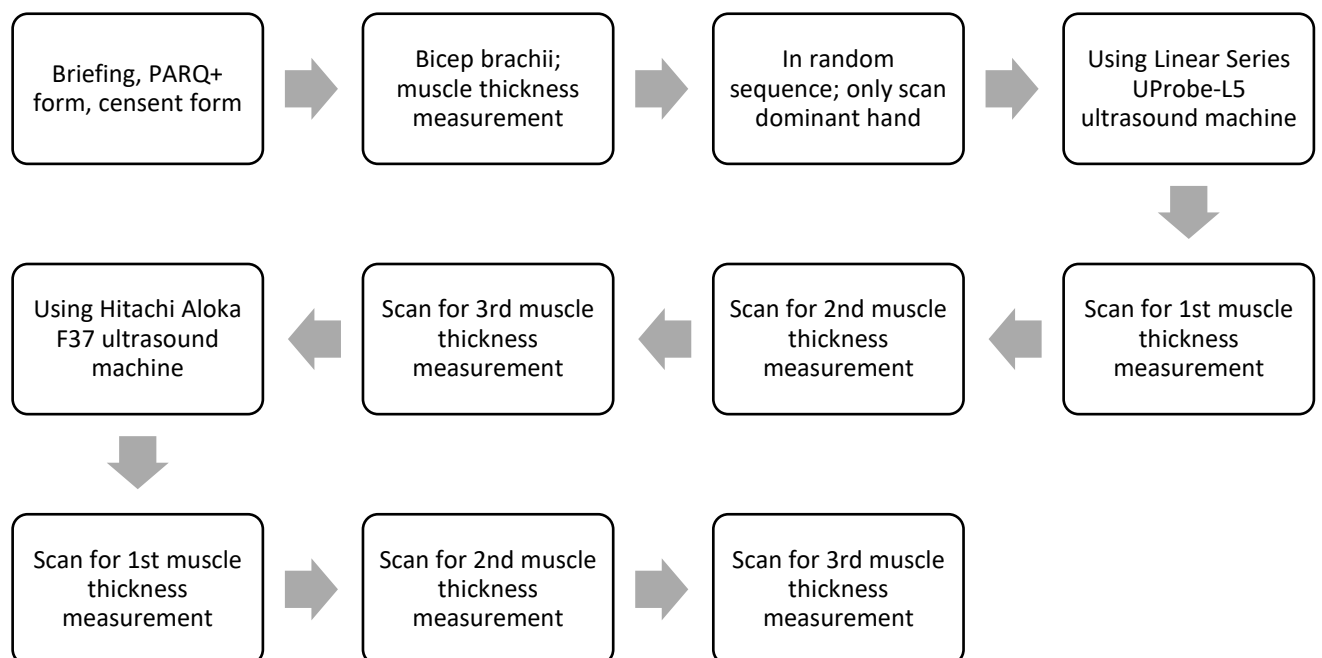 Briefing, PARQ+
form, censent form
Bicep brachii;
muscle thickness
measurement
In random
sequence; only scan
dominant hand
Using Linear Series
UProbe-L5
ultrasound machine
Scan for 1st muscle
thickness
measurement
Scan for 2nd muscle
thickness
measurement
Scan for 3rd muscle
thickness
measurement
Using Hitachi Aloka
F37 ultrasound
machine
Scan for 1st muscle
thickness
measurement
Scan for 2nd muscle
thickness
measurement
Scan for 3rd muscle
thickness
measurement